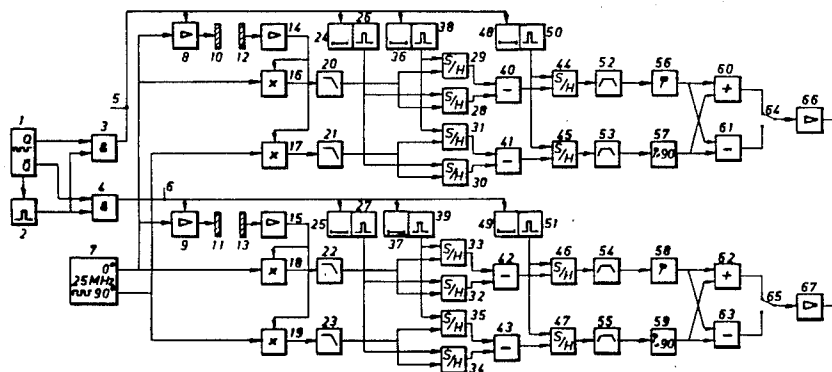 26 38 50
14 24 36 48
5 8 10 12 29 44 52 56 60
S/H
x 16 20 S/H 28 40 S/H + 64 66
1 3 31
Q & S/H 41 45 53 57 61
Q̄ x 17 21 S/H 30 S/H φ-90 -
4 6 27 39 51
& 15 25 37 49
2 9 11 13 33 46 54 58 62
7 S/H 42
0° x 18 22 S/H 32 S/H φ + 65 67
25MHz 35
90° S/H 43 47 55 59 63
x 19 23 S/H 34 S/H φ-90 -